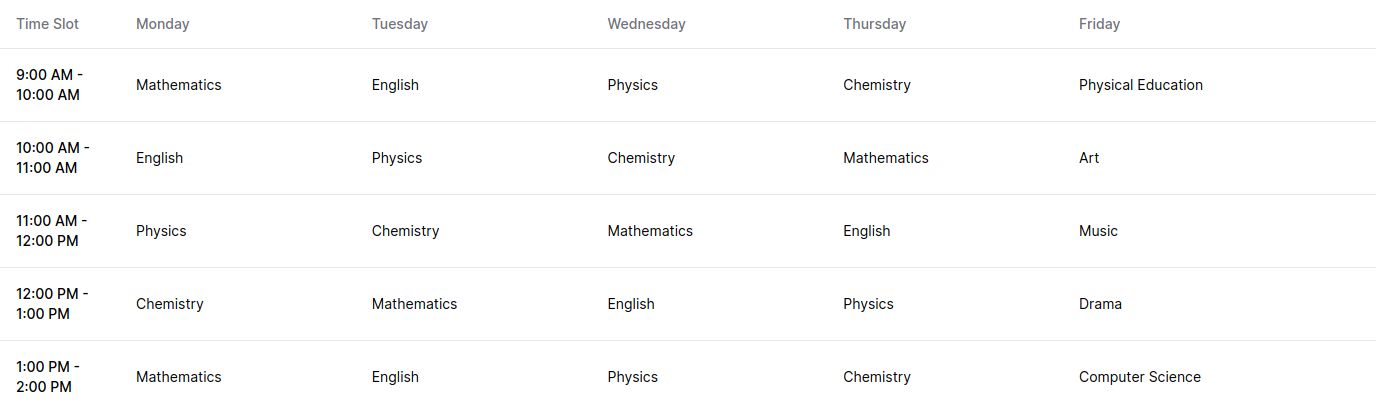 Time Slot Monday Tuesday Wednesday Thursday Friday
9:00 AM -
10:00 AM Mathematics English Physics Chemistry Physical Education
10:00 AM -
11:00 AM English Physics Chemistry Mathematics Art
11:00 AM -
12:00 PM Physics Chemistry Mathematics English Music
12:00 PM -
1:00 PM Chemistry Mathematics English Physics Drama
1:00 PM -
2:00 PM Mathematics English Physics Chemistry Computer Science